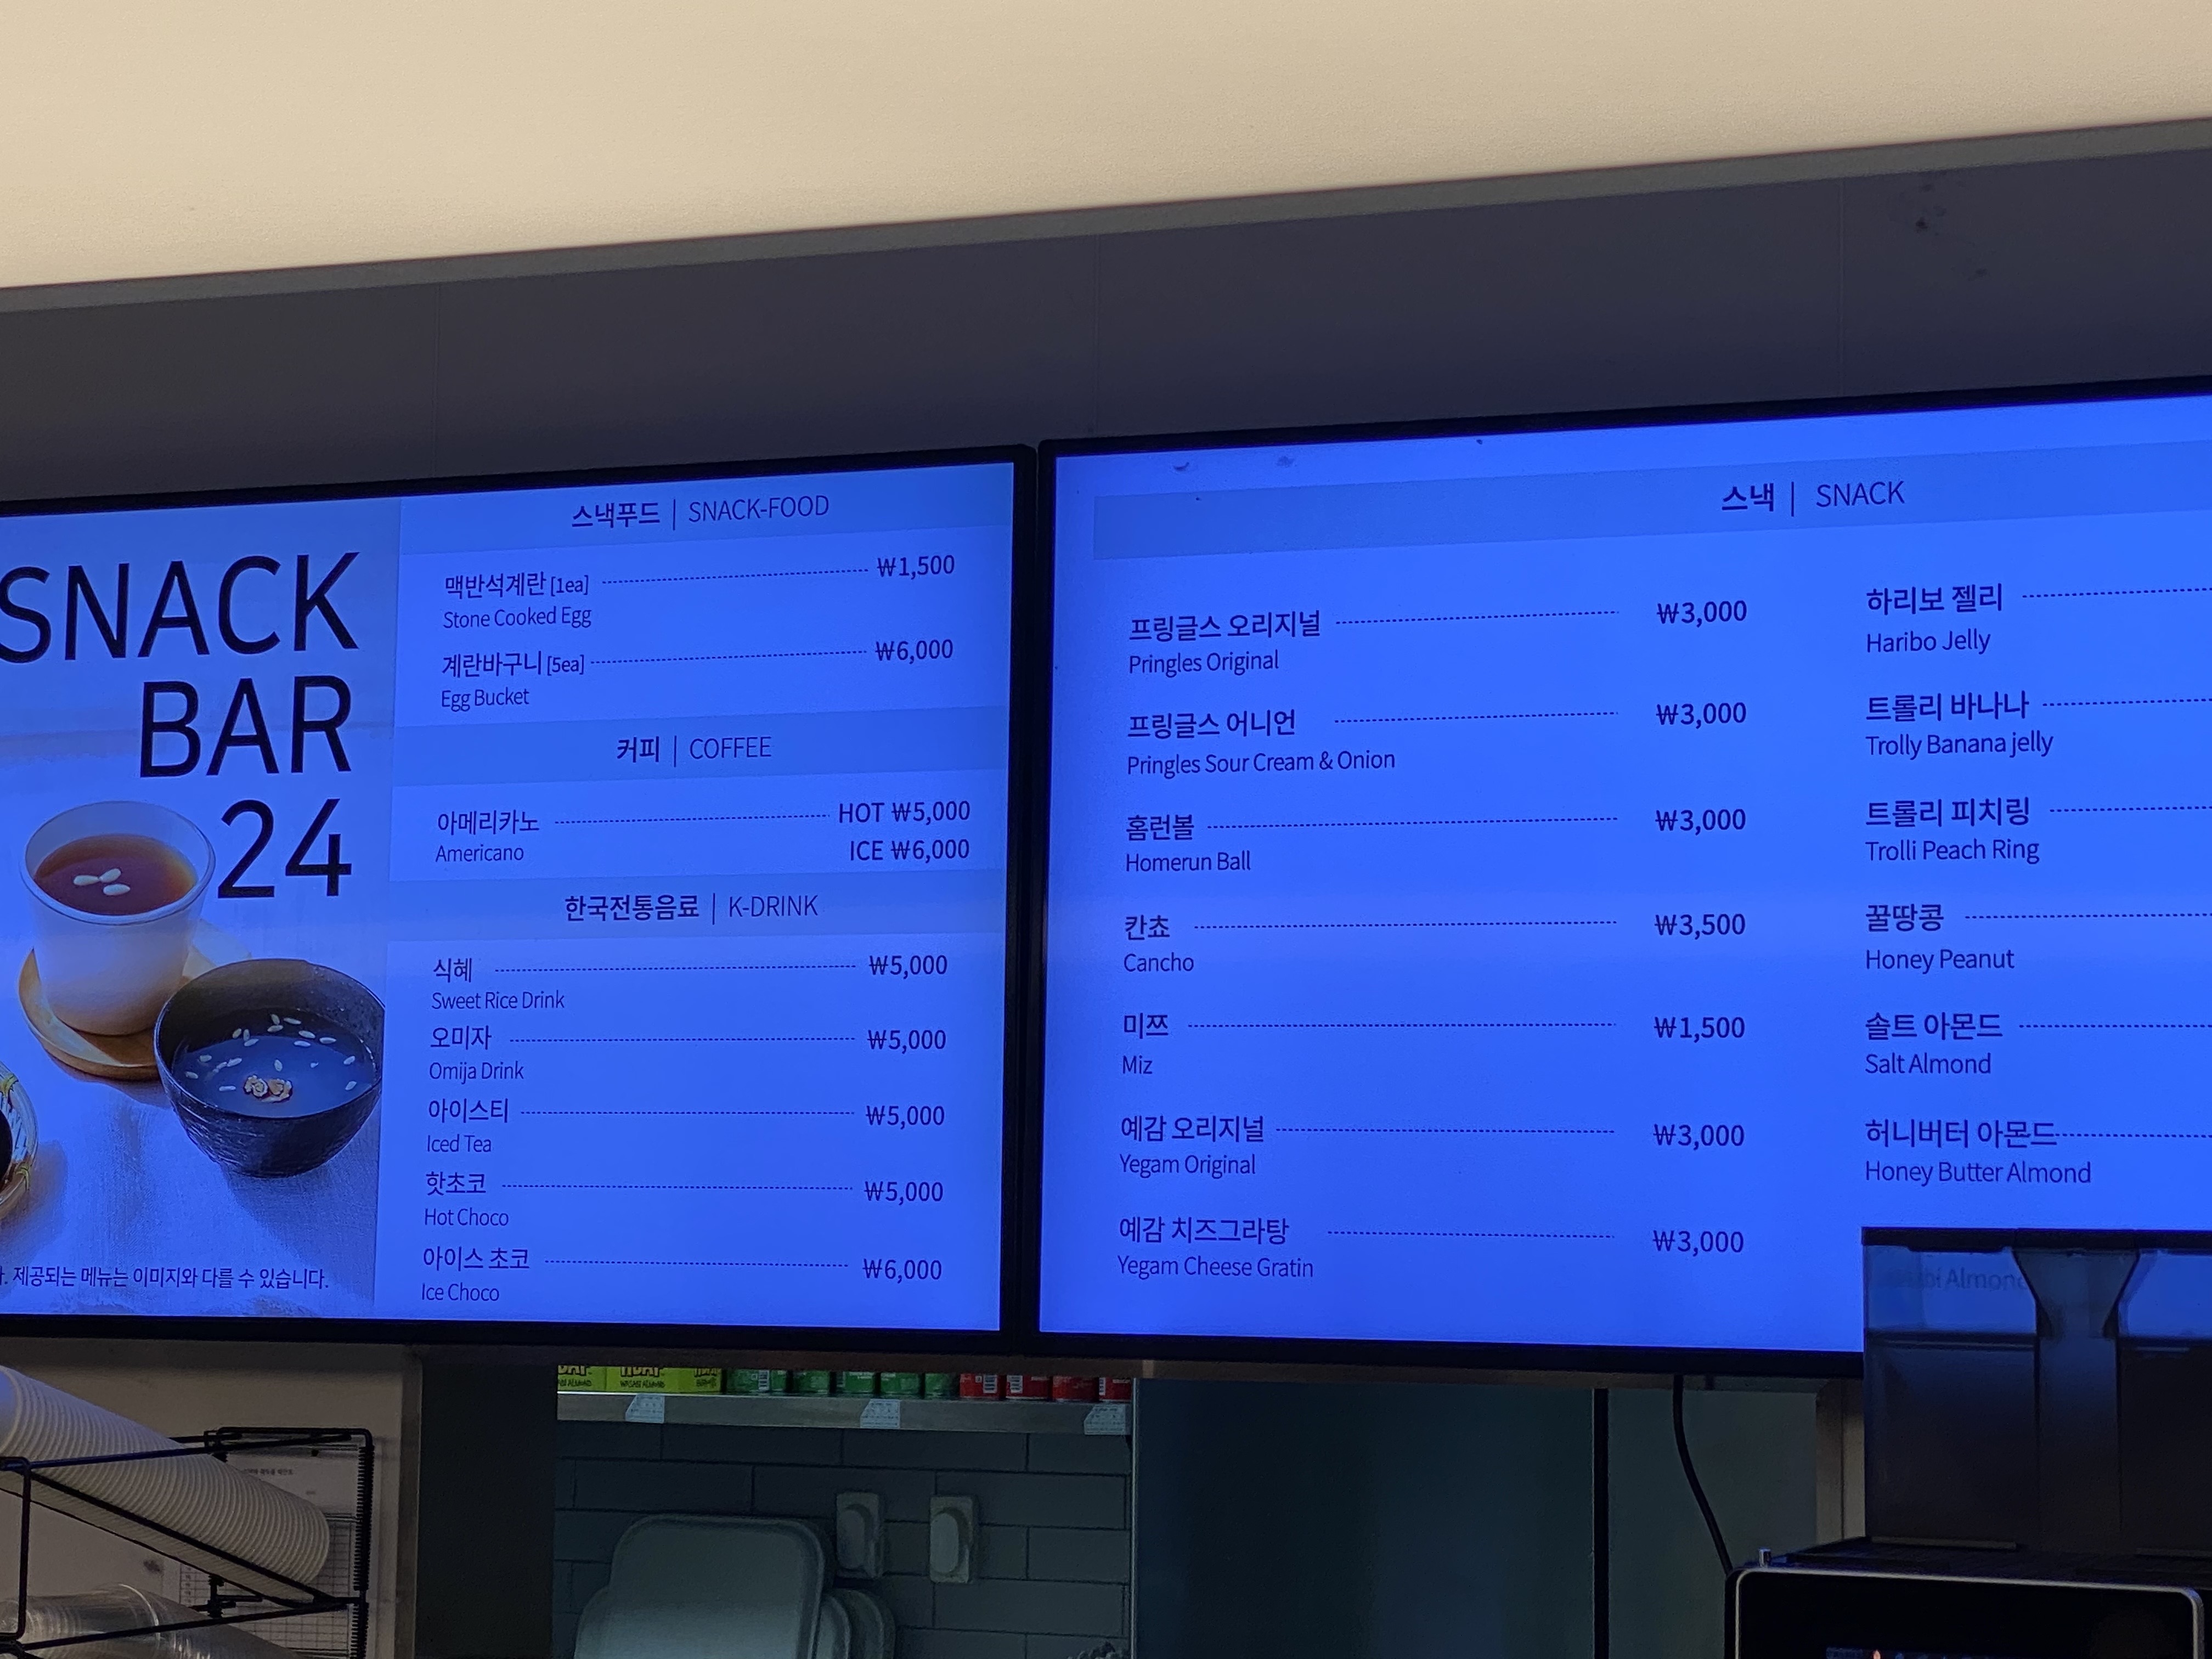 SNACK
BAR
24
제공되는 메뉴는 이미지와 다를 수 있습니다.
스낵푸드 | SNACK-FOOD
맥반석계란 [1ea] ₩1,500
Stone Cooked Egg
계란바구니 [5ea] ₩6,000
Egg Bucket
커피 | COFFEE
아메리카노 HOT ₩5,000
Americano ICE ₩6,000
한국전통음료 | K-DRINK
식혜 ₩5,000
Sweet Rice Drink
오미자 ₩5,000
Omija Drink
아이스티 ₩5,000
Iced Tea
핫초코 ₩5,000
Hot Choco
아이스 초코 ₩6,000
Ice Choco
스낵 | SNACK
프링글스 오리지널 ₩3,000
Pringles Original
프링글스 어니언 ₩3,000
Pringles Sour Cream & Onion
홈런볼 ₩3,000
Homerun Ball
칸쵸 ₩3,500
Cancho
미쯔 ₩1,500
Miz
예감 오리지널 ₩3,000
Yegam Original
예감 치즈그라탕 ₩3,000
Yegam Cheese Gratin
하리보 젤리
Haribo Jelly
트롤리 바나나
Trolly Banana jelly
트롤리 피치링
Trolli Peach Ring
꿀땅콩
Honey Peanut
솔트 아몬드
Salt Almond
허니버터 아몬드
Honey Butter Almond
Almond